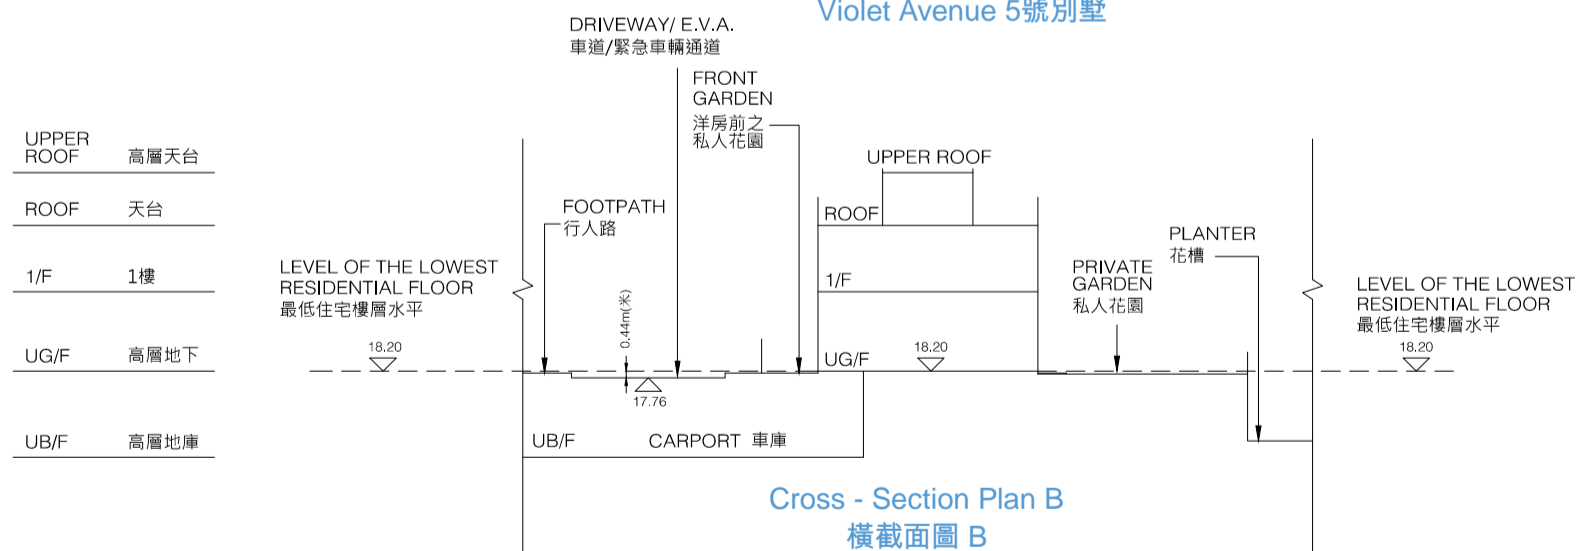 Violet Avenue 5號別墅
DRIVEWAY/ E.V.A.
車道/緊急車輛通道
FRONT
GARDEN
洋房前之
私人花園
UPPER
ROOF 高層天台
ROOF 天台
1/F 1樓
UG/F 高層地下
UB/F 高層地庫
LEVEL OF THE LOWEST
RESIDENTIAL FLOOR
最低住宅樓層水平
18.20
FOOTPATH
行人路
0.44m(米)
17.76
UPPER ROOF
ROOF
1/F
UG/F
18.20
UB/F CARPORT 車庫
PRIVATE
GARDEN
私人花園
PLANTER
花槽
LEVEL OF THE LOWEST
RESIDENTIAL FLOOR
最低住宅樓層水平
18.20
Cross - Section Plan B
橫截面圖 B